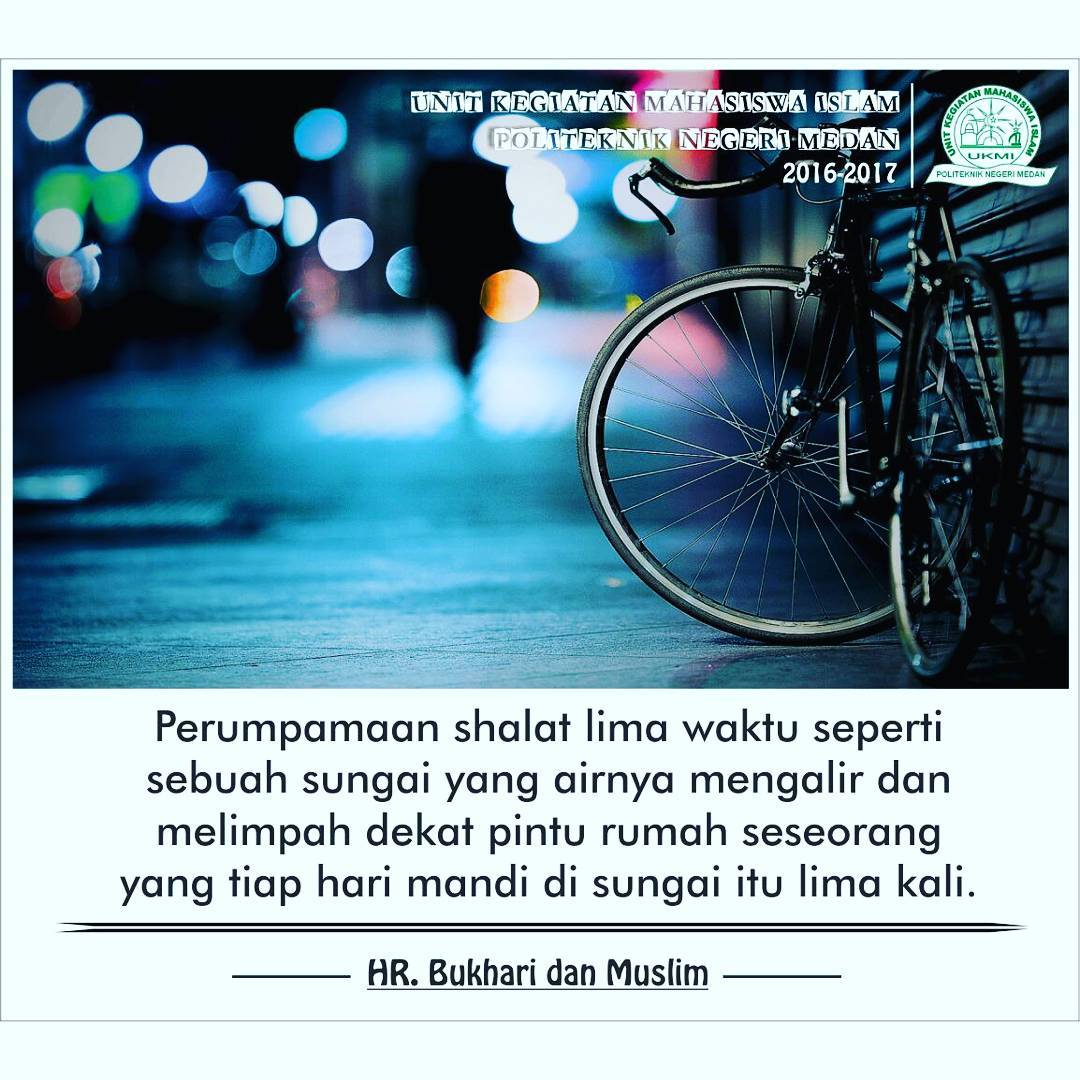 UNIT KEGIATAN MAHASISWA ISLAM
POLITEKNIK NEGERI MEDAN
2016-2017
UNIT KEGIATAN MAHASISWA ISLAM
UKMI
POLITEKNIK NEGERI MEDAN
Perumpamaan shalat lima waktu seperti
sebuah sungai yang airnya mengalir dan
melimpah dekat pintu rumah seseorang
yang tiap hari mandi di sungai itu lima kali.
HR. Bukhari dan Muslim